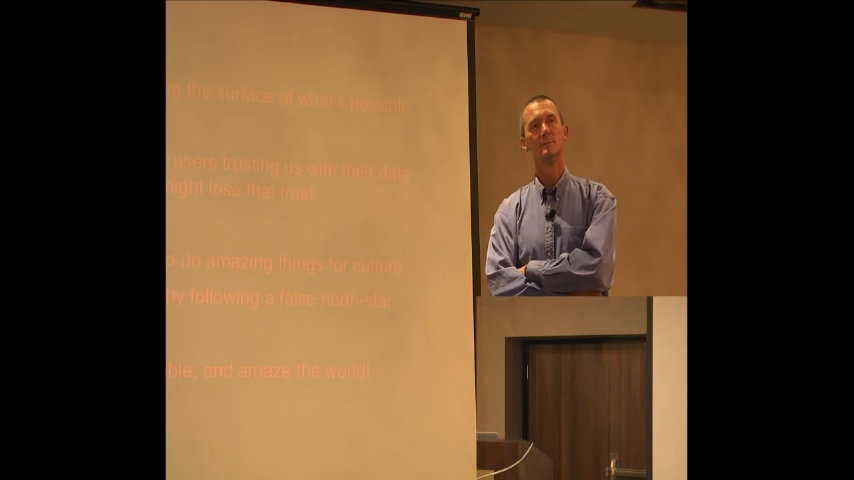 the surface of what's possible
users trusting us with their data
might lose that trust
do amazing things for culture
by following a false north-star
and amaze the world!